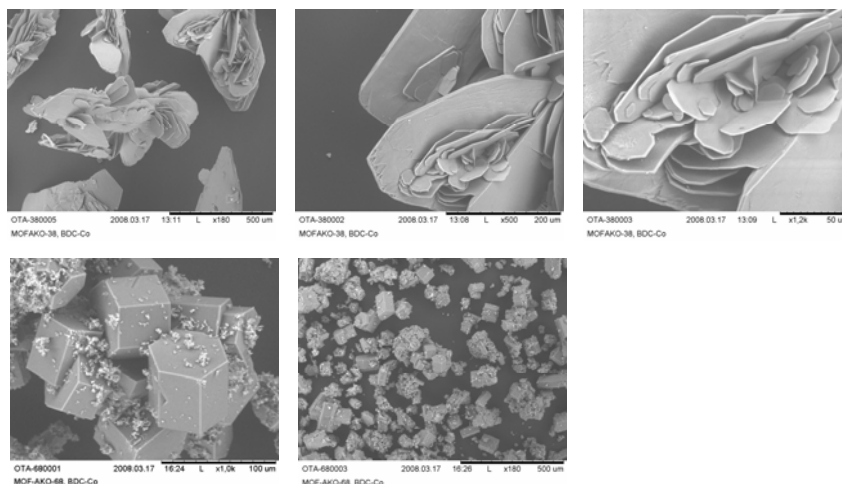 OTA-380005 2008.03.17 13:11 L x180 500 um
MOFAKO-38, BDC-Co
OTA-380002 2008.03.17 13:08 L x500 200 um
MOFAKO-38, BDC-Co
OTA-380003 2008.03.17 13:09 L x1,2k 50 u
MOFAKO-38, BDC-Co
OTA-680001 2008.03.17 16:24 L x1,0k 100 um
MOF-AKO-68, BDC-Co
OTA-680003 2008.03.17 16:26 L x180 500 um
MOF-AKO-68, BDC-Co